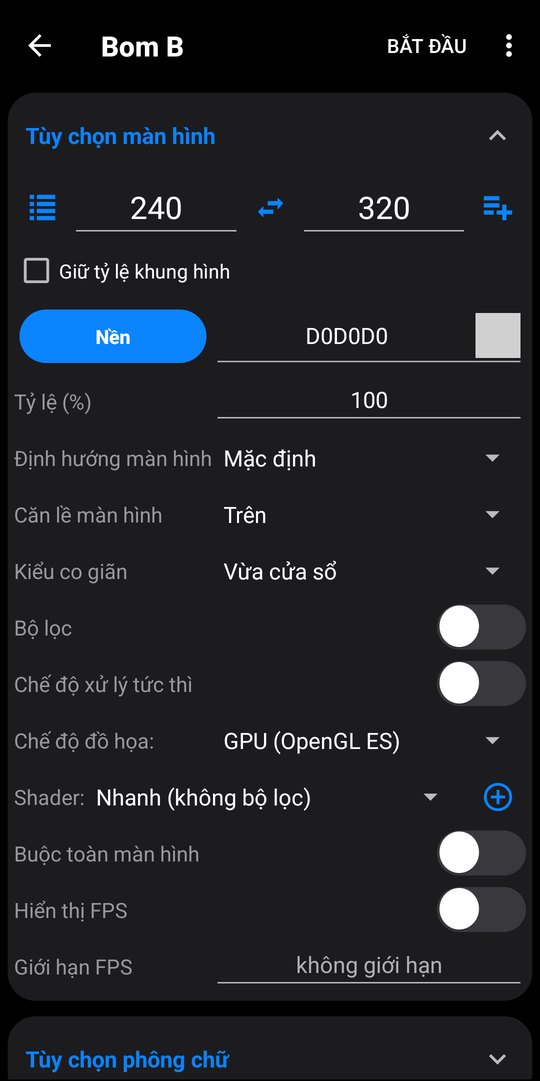 Bom B
BẮT ĐẦU
Tùy chọn màn hình
240
320
Giữ tỷ lệ khung hình
Nền
D0D0D0
Tỷ lệ (%)
100
Định hướng màn hình
Mặc định
Căn lề màn hình
Trên
Kiểu co giãn
Vừa cửa sổ
Bộ lọc
Chế độ xử lý tức thì
Chế độ đồ họa:
GPU (OpenGL ES)
Shader:
Nhanh (không bộ lọc)
Buộc toàn màn hình
Hiển thị FPS
Giới hạn FPS
không giới hạn
Tùy chọn phông chữ